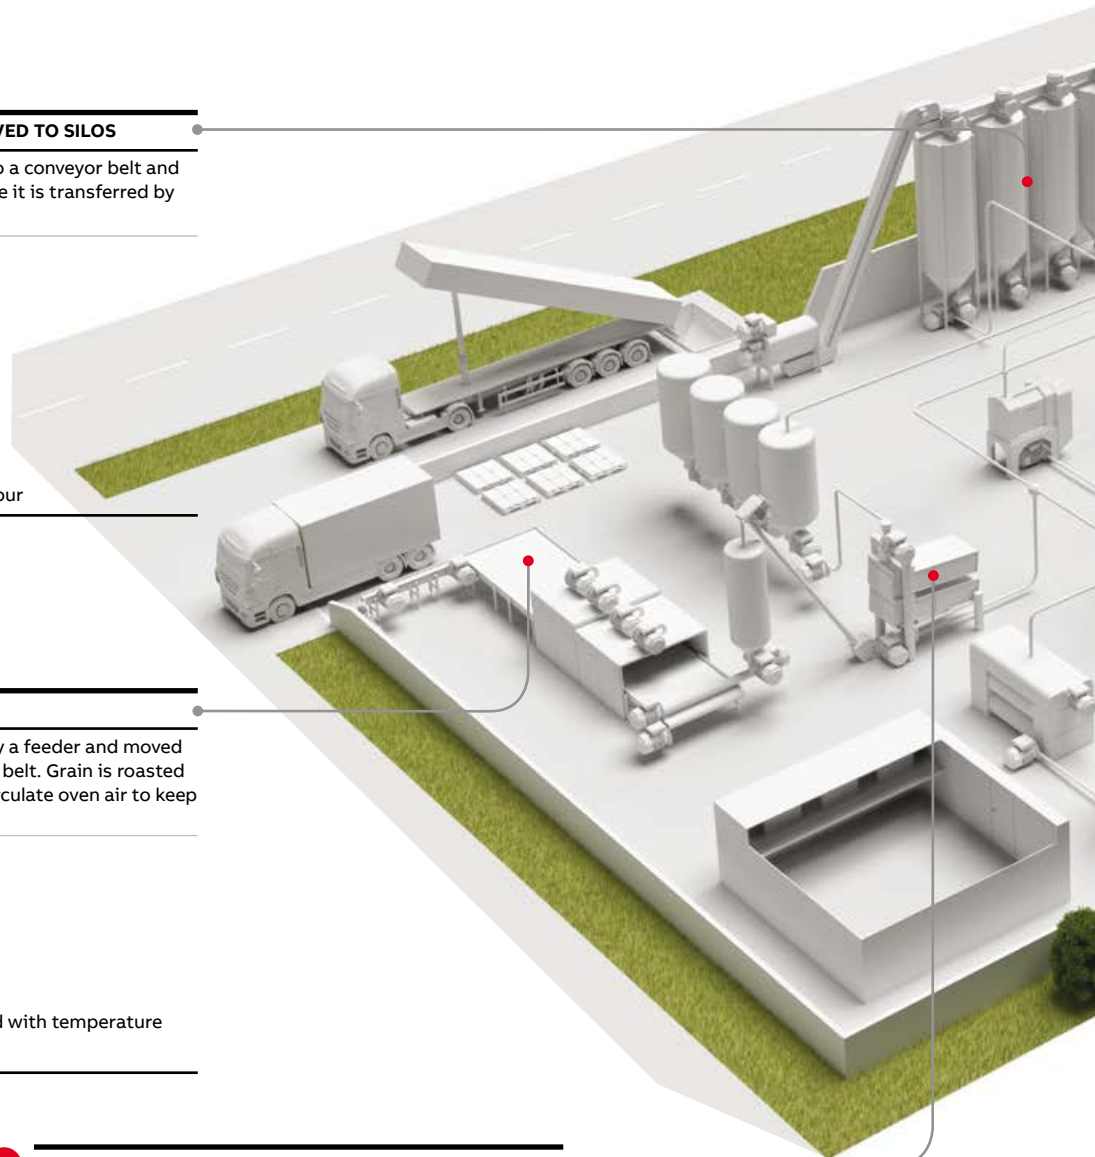 VED TO SILOS
o a conveyor belt and
e it is transferred by
our
y a feeder and moved
belt. Grain is roasted
rculate oven air to keep
d with temperature